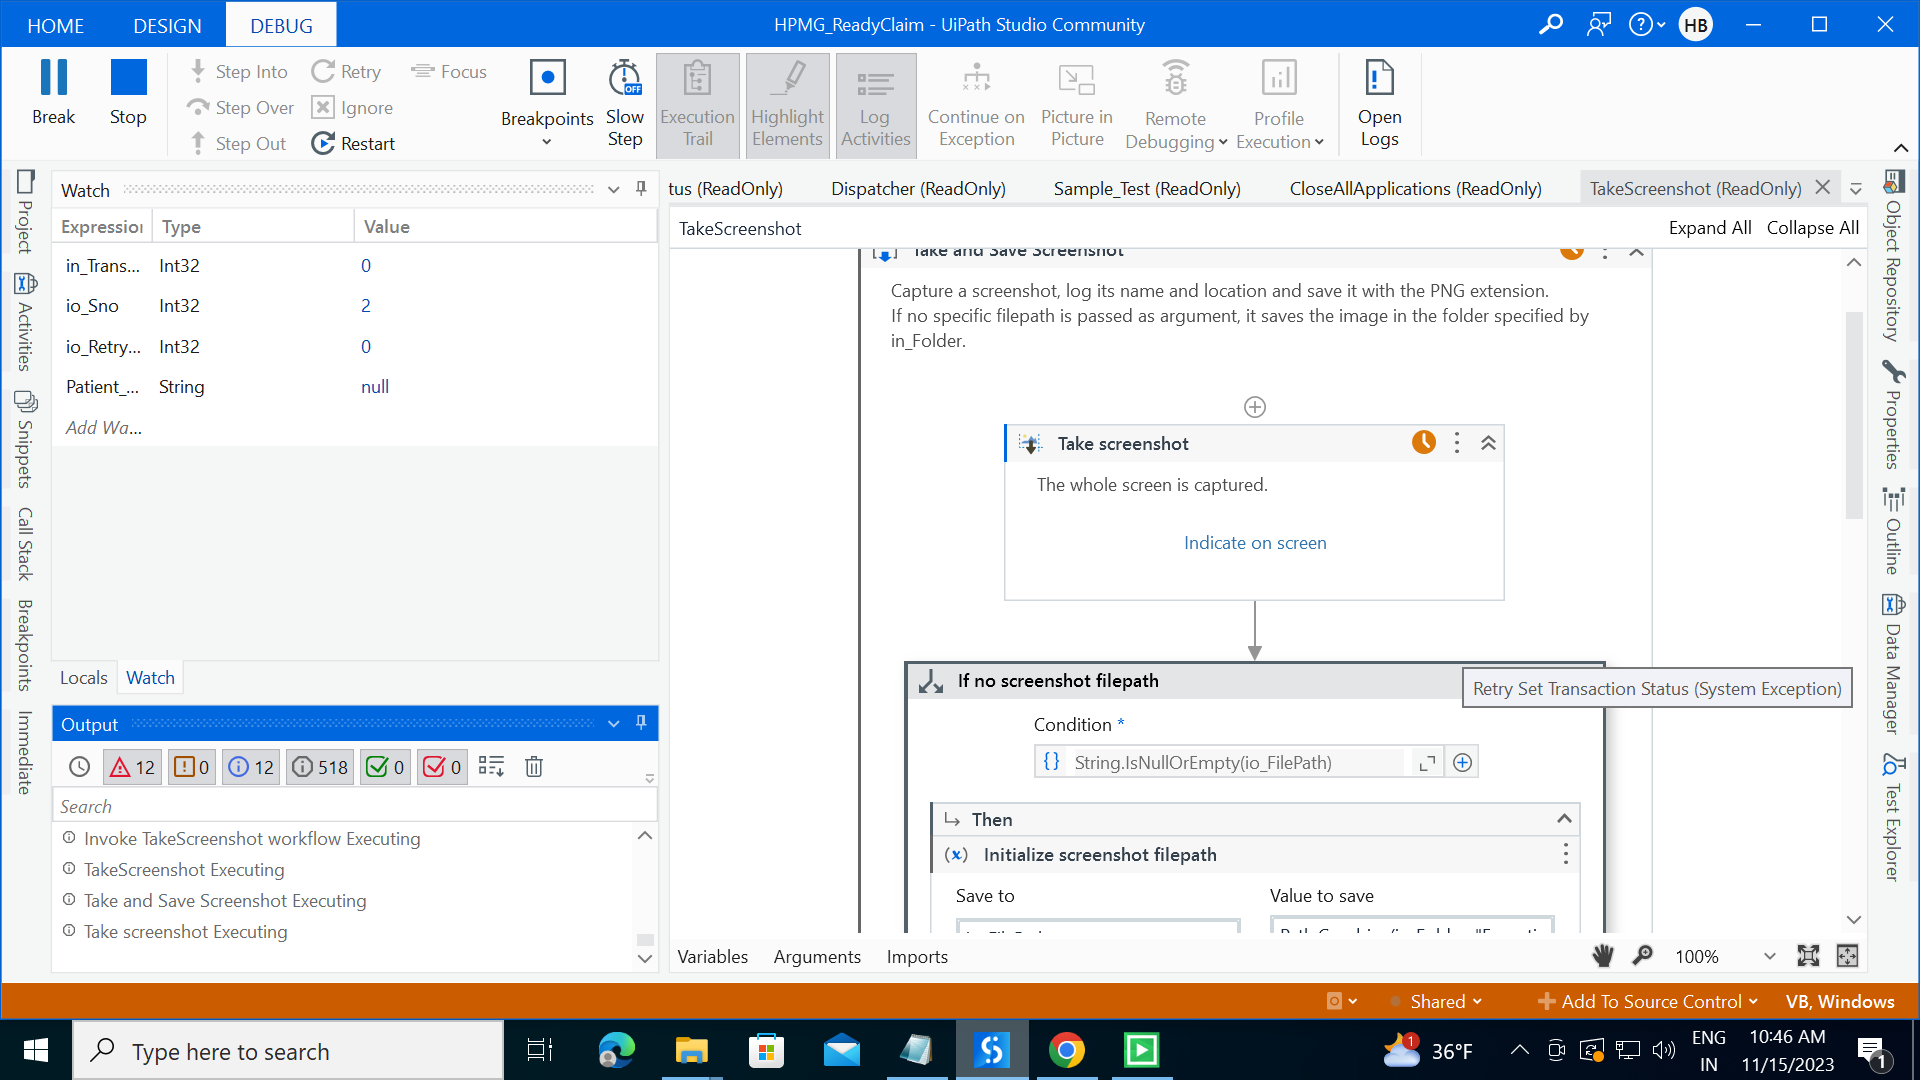 HOME DESIGN DEBUG
HPMG_ReadyClaim - UiPath Studio Community
HB
Break
Stop
Step Into
Step Over
Step Out
Retry
Ignore
Restart
Focus
Breakpoints
OFF
Slow Step
Execution Trail
Highlight Elements
Log Activities
Continue on Exception
Picture in Picture
Remote Debugging
Profile Execution
Open Logs
Project
Activities
Snippets
Call Stack
Breakpoints
Immediate
Watch
Expression Type Value
in_Trans... Int32 0
io_Sno Int32 2
io_Retry... Int32 0
Patient_... String null
Add Wa...
Locals Watch
Output
12 0 12 518 0 0
Search
Invoke TakeScreenshot workflow Executing
TakeScreenshot Executing
Take and Save Screenshot Executing
Take screenshot Executing
tus (ReadOnly) Dispatcher (ReadOnly) Sample_Test (ReadOnly) CloseAllApplications (ReadOnly) TakeScreenshot (ReadOnly)
TakeScreenshot
Expand All Collapse All
Take and Save Screenshot
Capture a screenshot, log its name and location and save it with the PNG extension.
If no specific filepath is passed as argument, it saves the image in the folder specified by
in_Folder.
Take screenshot
The whole screen is captured.
Indicate on screen
If no screenshot filepath
Retry Set Transaction Status (System Exception)
Condition *
String.IsNullOrEmpty(io_FilePath)
Then
(x) Initialize screenshot filepath
Save to Value to save
Variables Arguments Imports
100%
Object Repository
Properties
Outline
Data Manager
Test Explorer
Shared
Add To Source Control
VB, Windows
Type here to search
1
36°F
ENG
IN
10:46 AM
11/15/2023
1